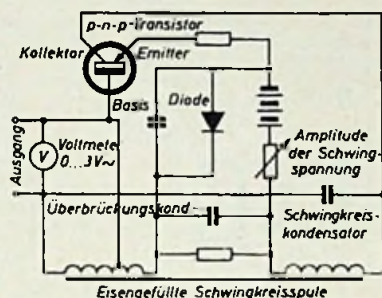 p-n-p-Transistor
Kollektor
Emitter
Basis
Diode
Ausgang
Voltmeter
0...3V~
V
Amplitude
der Schwing-
spannung
Überbrückungskond
Schwingkreis-
kondensator
Eisengefüllte Schwingkreisspule